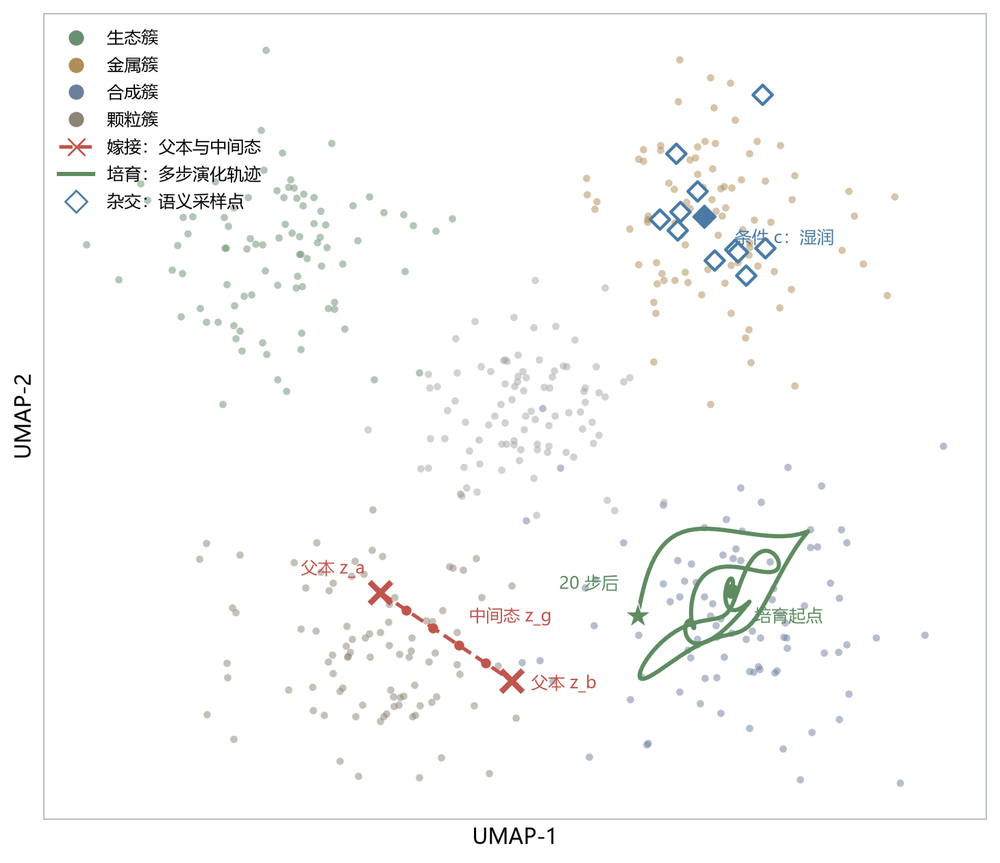 生态簇
金属簇
合成簇
颗粒簇
嫁接：父本与中间态
培育：多步演化轨迹
杂交：语义采样点
条件 c：湿润
父本 z_a
20 步后
中间态 z_g
培育起点
父本 z_b
UMAP-2
UMAP-1